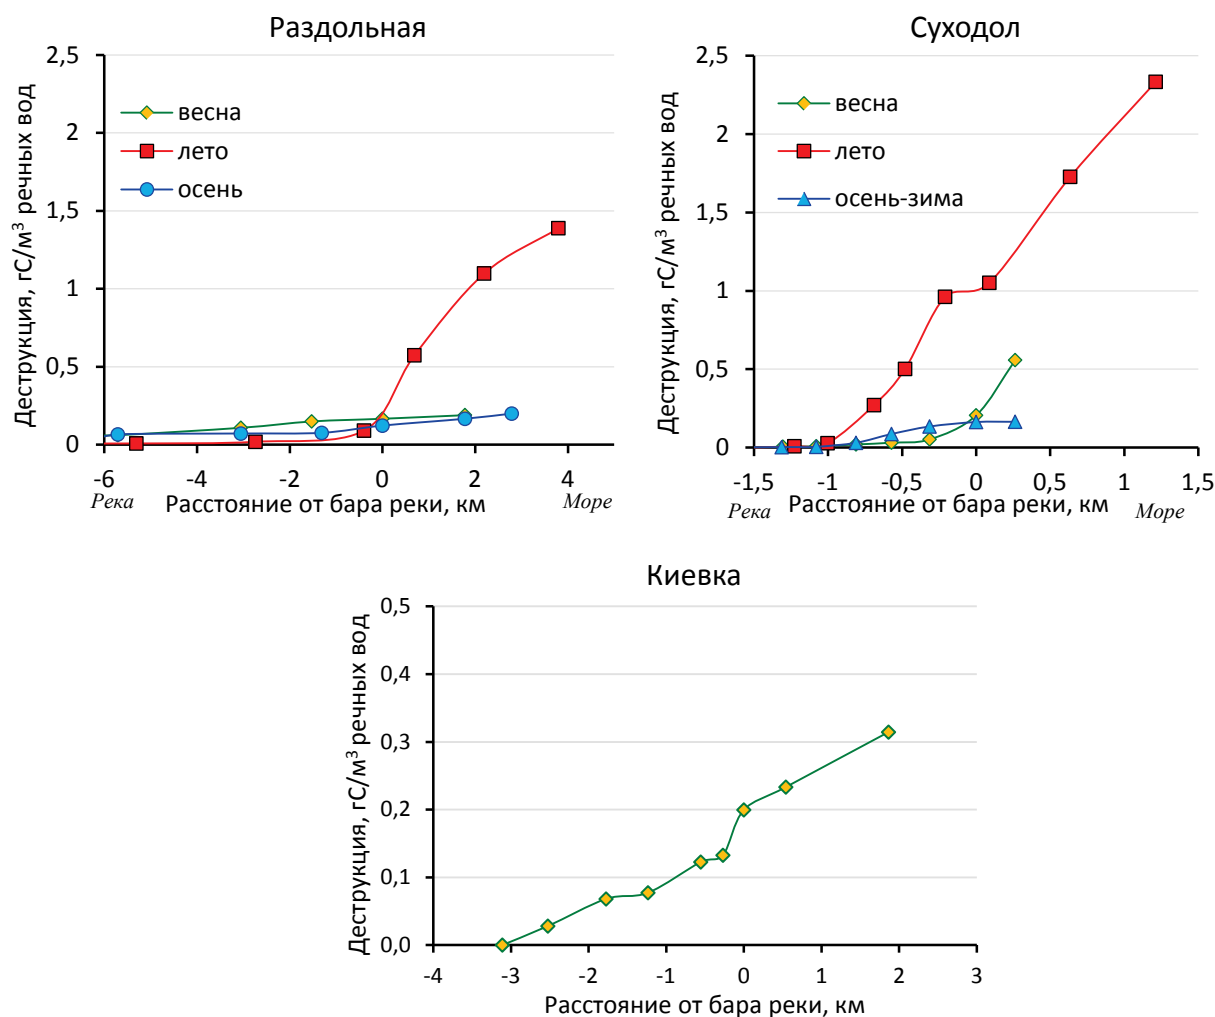 Раздольная
Деструкция, гС/м³ речных вод
2,5
2
1,5
1
0,5
0
весна
лето
осень
-6 -4 -2 0 2 4
Река Расстояние от бара реки, км Море
Суходол
Деструкция, гС/м³ речных вод
2,5
2
1,5
1
0,5
0
весна
лето
осень-зима
-1,5 -1 -0,5 0 0,5 1 1,5
Река Расстояние от бара реки, км Море
Киевка
Деструкция, гС/м³ речных вод
0,5
0,4
0,3
0,2
0,1
0,0
-4 -3 -2 -1 0 1 2 3
Расстояние от бара реки, км